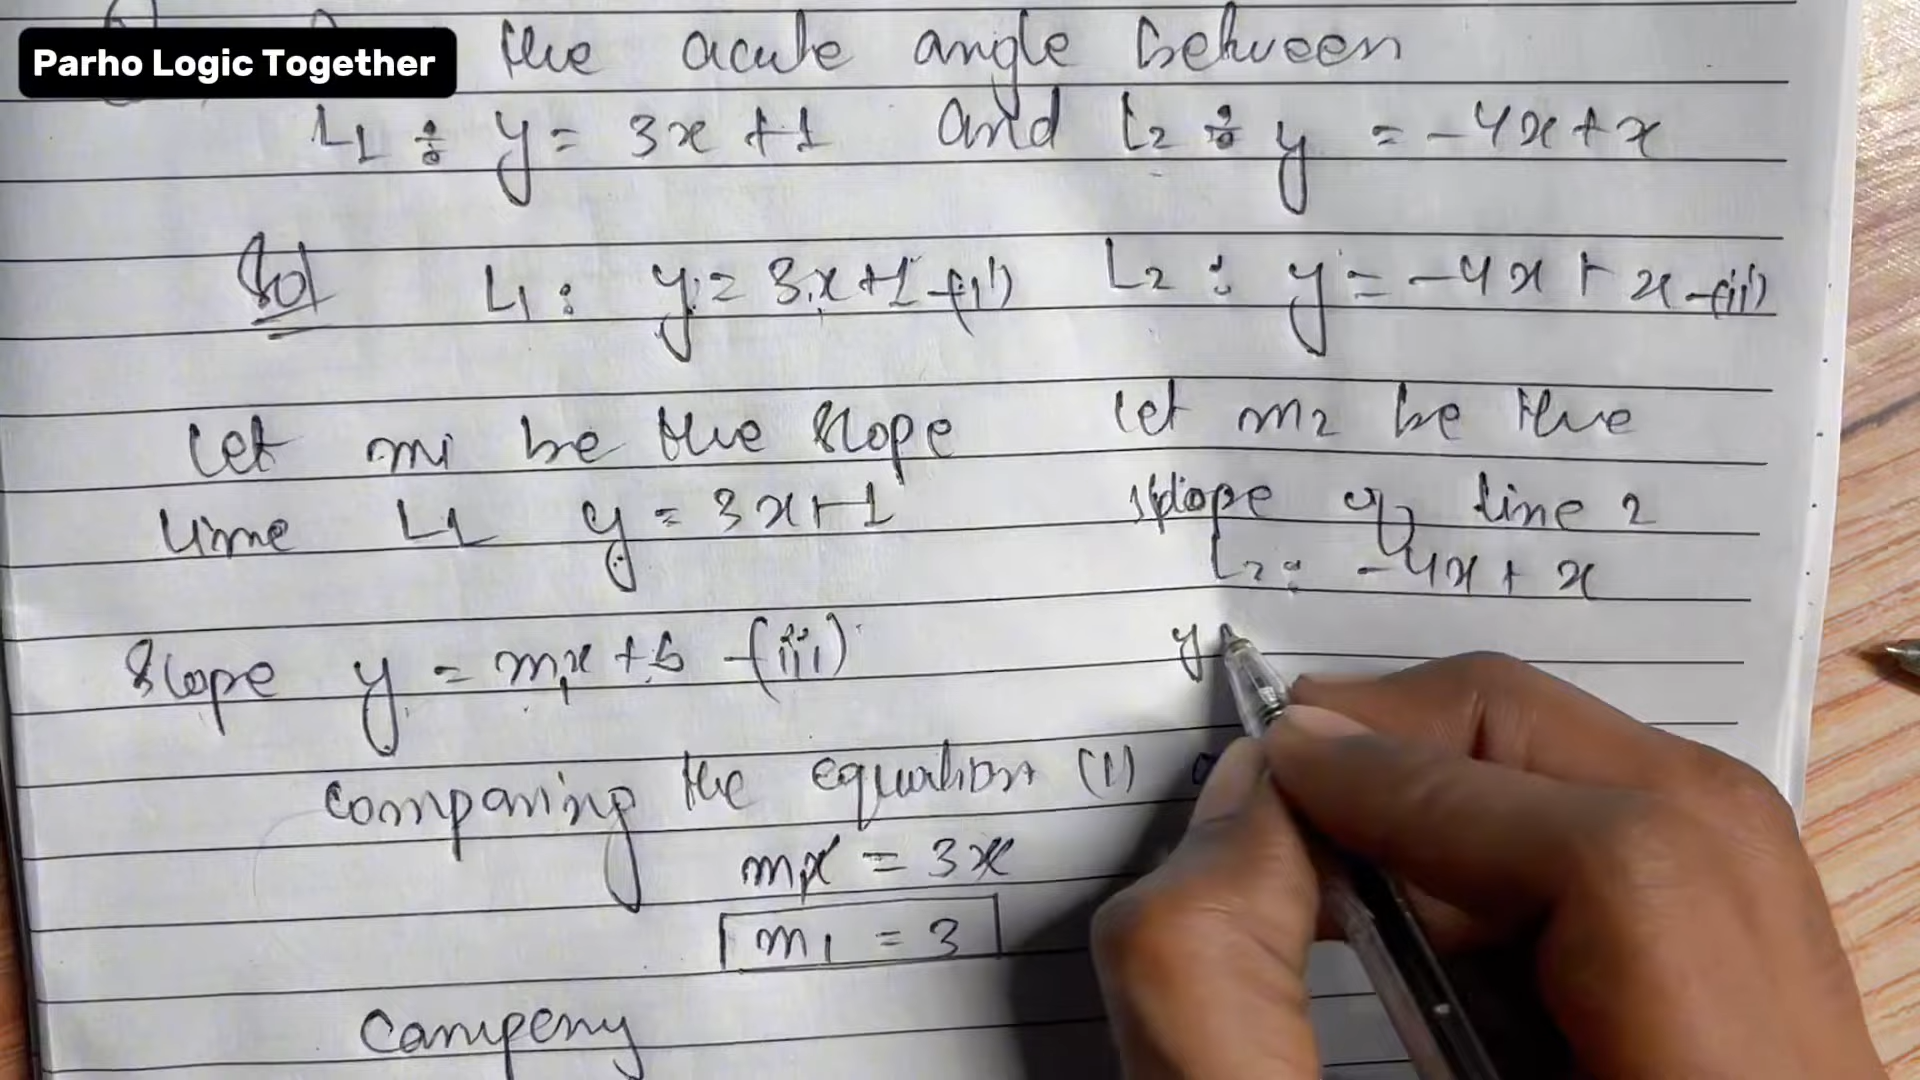 Parho Logic Together
the acute angle between
L1 : y = 3x + 1 and L2 : y = -4x + x
Sol L1 : y = 3x+1 -(i) L2 : y = -4x + x -(ii)
let m1 be the slope
line L1 y = 3x+1
let m2 be the
slope of line 2
L2: -4x + x
slope y = m1x + b -(iii)
y
comparing the equation (1)
mx = 3x
m1 = 3